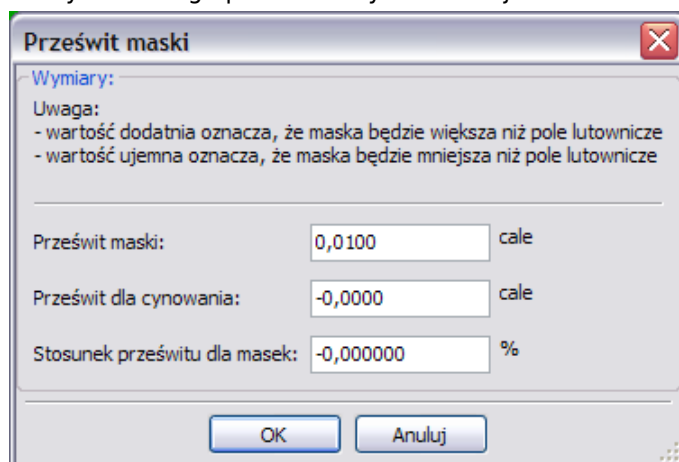 Prześwit maski
Wymiary:
Uwaga:
- wartość dodatnia oznacza, że maska będzie większa niż pole lutownicze
- wartość ujemna oznacza, że maska będzie mniejsza niż pole lutownicze
Prześwit maski: 0,0100 cale
Prześwit dla cynowania: -0,0000 cale
Stosunek prześwitu dla masek: -0,000000 %
OK Anuluj